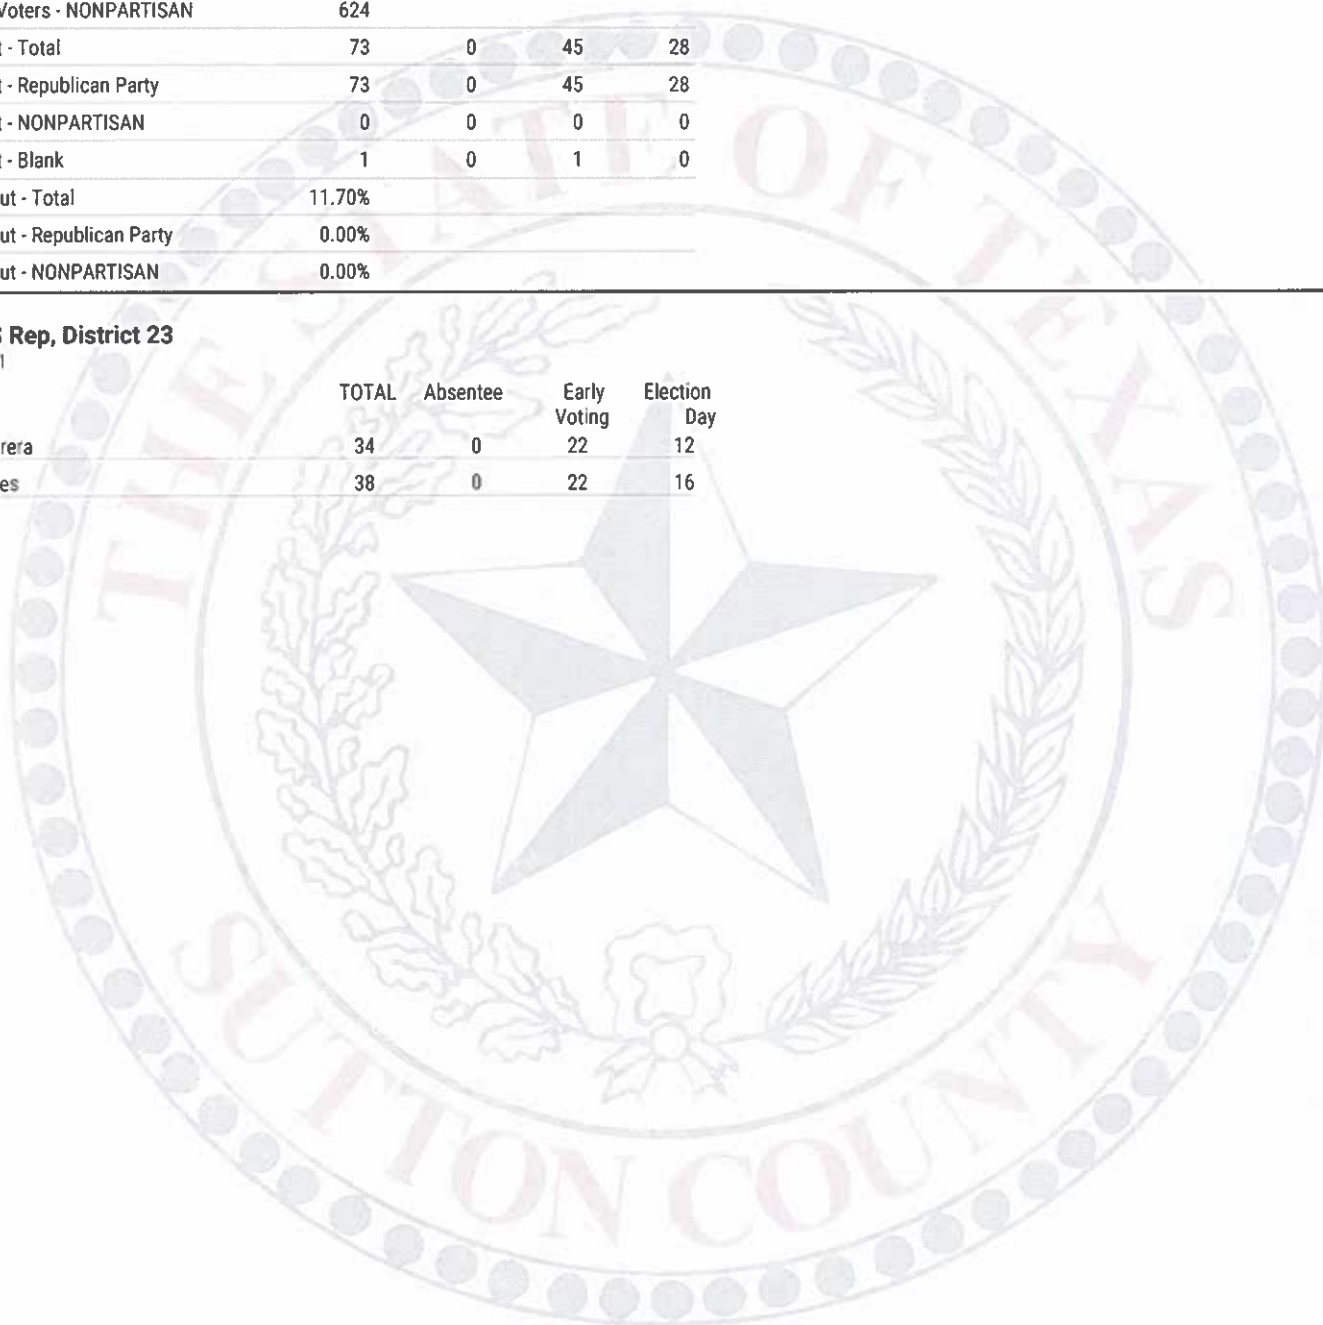 Voters - NONPARTISAN 624
t - Total 73 0 45 28
t - Republican Party 73 0 45 28
t - NONPARTISAN 0 0 0 0
t - Blank 1 0 1 0
ut - Total 11.70%
ut - Republican Party 0.00%
ut - NONPARTISAN 0.00%
S Rep, District 23
1
TOTAL Absentee Early Election
Voting Day
rera 34 0 22 12
es 38 0 22 16
THE STATE OF TEXAS
SUTTON COUNTY